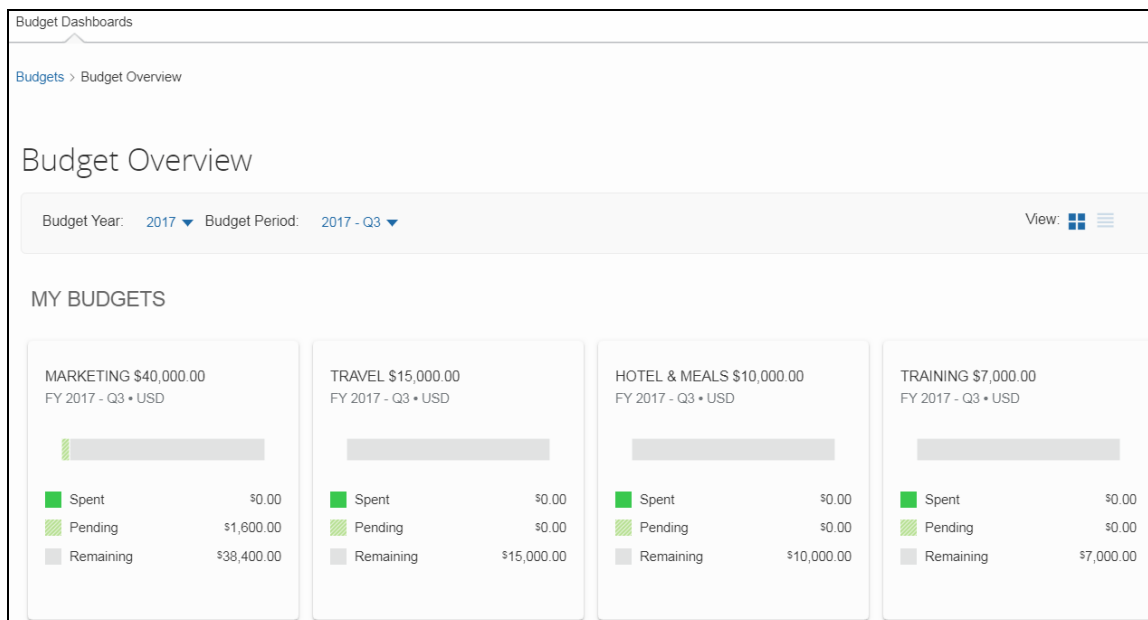 Budget Dashboards
Budgets > Budget Overview
Budget Overview
Budget Year: 2017 Budget Period: 2017 - Q3 View:
MY BUDGETS
MARKETING $40,000.00
FY 2017 - Q3 • USD
Spent $0.00
Pending $1,600.00
Remaining $38,400.00
TRAVEL $15,000.00
FY 2017 - Q3 • USD
Spent $0.00
Pending $0.00
Remaining $15,000.00
HOTEL & MEALS $10,000.00
FY 2017 - Q3 • USD
Spent $0.00
Pending $0.00
Remaining $10,000.00
TRAINING $7,000.00
FY 2017 - Q3 • USD
Spent $0.00
Pending $0.00
Remaining $7,000.00